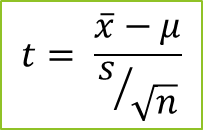 t = (x̄ − μ) / (s/√n)